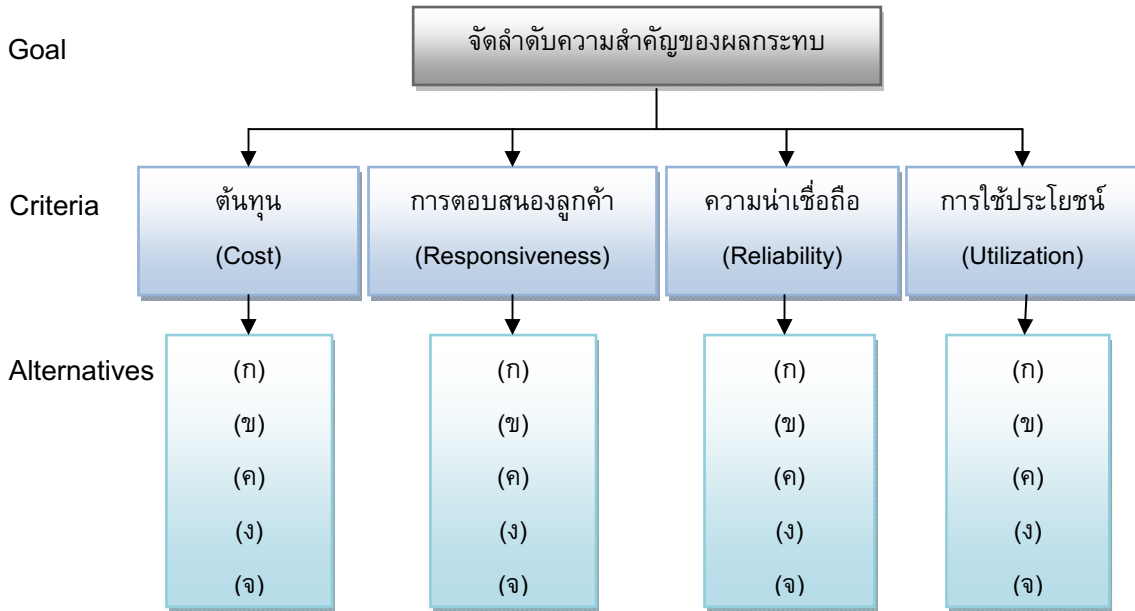 Goal
จัดลำดับความสำคัญของผลกระทบ
Criteria
ต้นทุน
(Cost)
การตอบสนองลูกค้า
(Responsiveness)
ความน่าเชื่อถือ
(Reliability)
การใช้ประโยชน์
(Utilization)
Alternatives
(ก)
(ข)
(ค)
(ง)
(จ)
(ก)
(ข)
(ค)
(ง)
(จ)
(ก)
(ข)
(ค)
(ง)
(จ)
(ก)
(ข)
(ค)
(ง)
(จ)